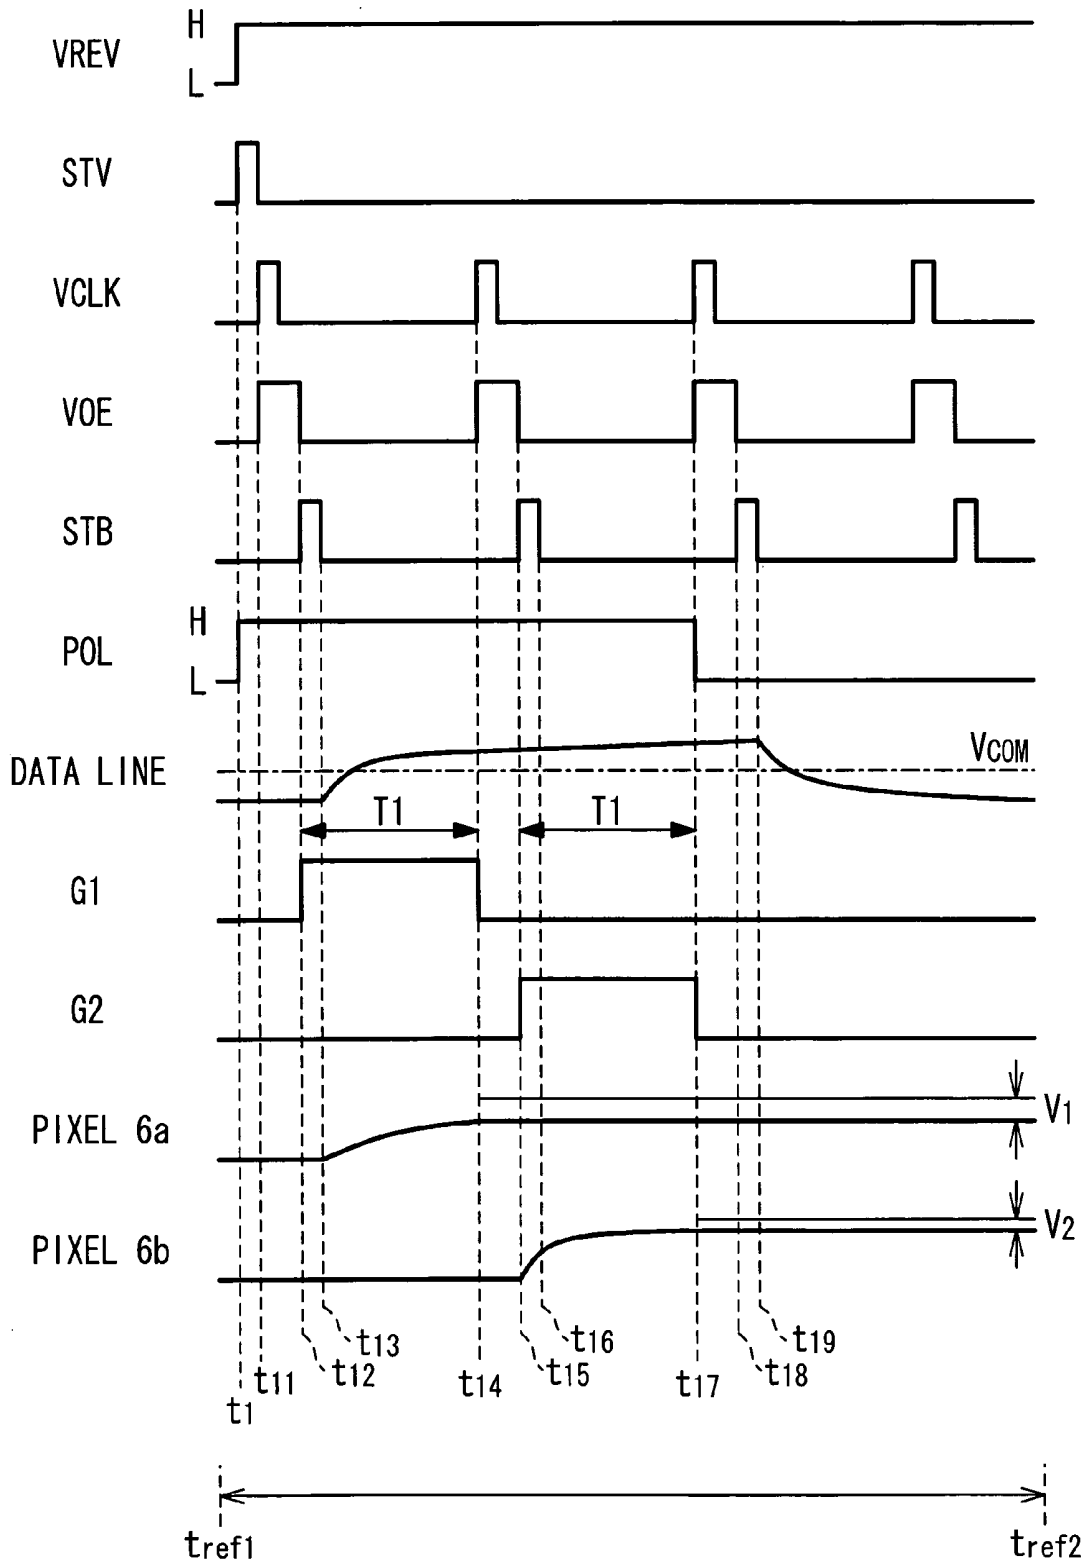 H
VREV
L
STV
VCLK
VOE
STB
H
POL
L
VCOM
DATA LINE
T1 T1
G1
G2
V1
PIXEL 6a
V2
PIXEL 6b
t13 t16 t19
t12 t15 t18
t11 t14 t17
t1
tref1 tref2